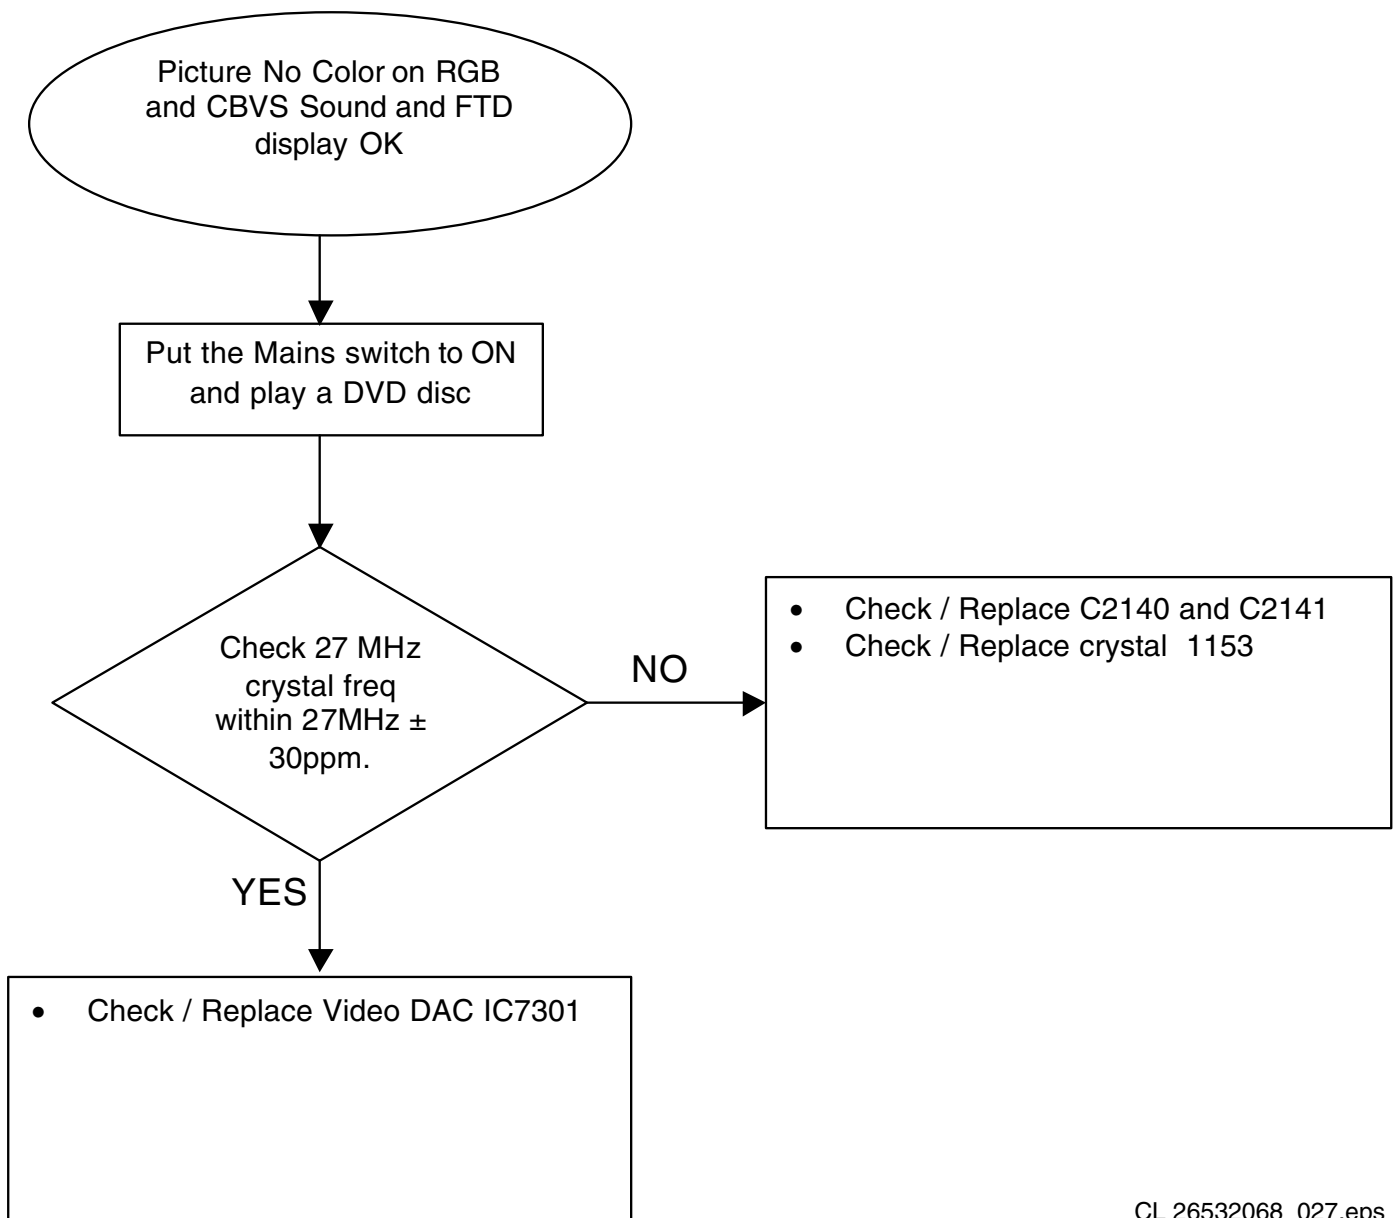 Picture No Color on RGB
and CBVS Sound and FTD
display OK
Put the Mains switch to ON
and play a DVD disc
Check 27 MHz
crystal freq
within 27MHz ±
30ppm.
NO
• Check / Replace C2140 and C2141
• Check / Replace crystal 1153
YES
• Check / Replace Video DAC IC7301
CL 26532068_027.eps